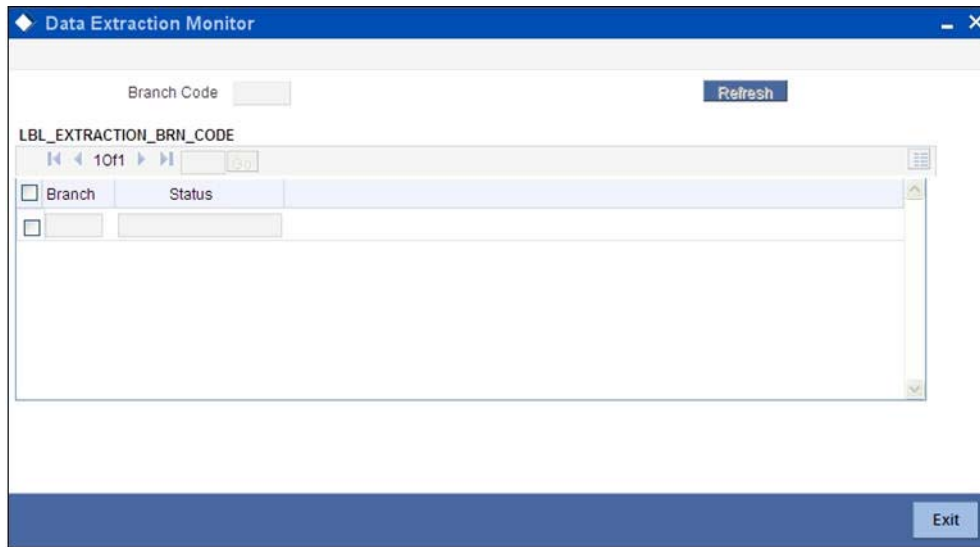 Data Extraction Monitor
Branch Code
Refresh
LBL_EXTRACTION_BRN_CODE
1Of1 Go
Branch Status
Exit